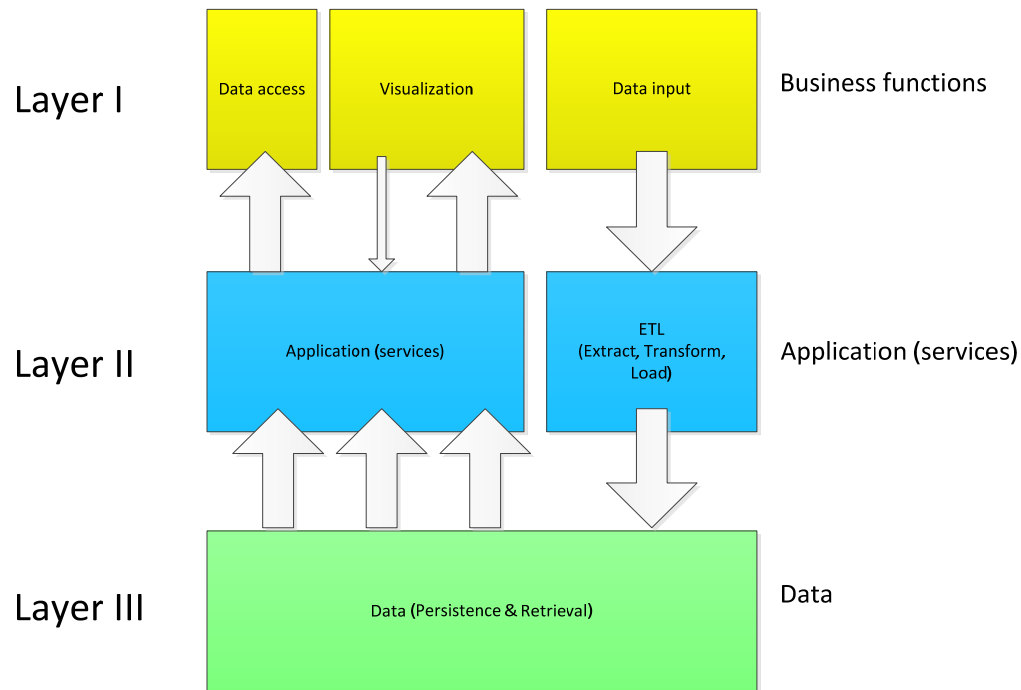 Layer I
Data access
Visualization
Data input
Business functions
Layer II
Application (services)
ETL
(Extract, Transform,
Load)
Application (services)
Layer III
Data (Persistence & Retrieval)
Data